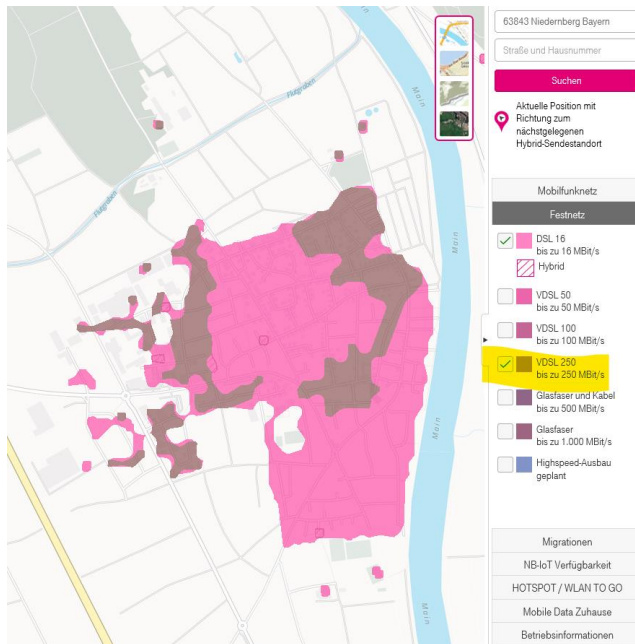 63843 Niedernberg Bayern
Straße und Hausnummer
Suchen
Aktuelle Position mit
Richtung zum
nächstgelegenen
Hybrid-Sendestandort
Mobilfunknetz
Festnetz
DSL 16
bis zu 16 MBit/s
Hybrid
VDSL 50
bis zu 50 MBit/s
VDSL 100
bis zu 100 MBit/s
VDSL 250
bis zu 250 MBit/s
Glasfaser und Kabel
bis zu 500 MBit/s
Glasfaser
bis zu 1.000 MBit/s
Highspeed-Ausbau
geplant
Migrationen
NB-IoT Verfügbarkeit
HOTSPOT / WLAN TO GO
Mobile Data Zuhause
Betriebsinformationen
Main
Flutgraben
Flutgraben
Main
Main
Main
Main